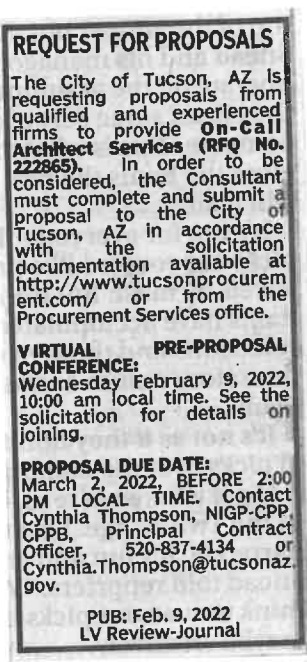 REQUEST FOR PROPOSALS
The City of Tucson, AZ is
requesting proposals from
qualified and experienced
firms to provide On-Call
Architect Services (RFQ No.
222865). In order to be
considered, the Consultant
must complete and submit a
proposal to the City of
Tucson, AZ in accordance
with the solicitation
documentation available at
http://www.tucsonprocurem
ent.com/ or from the
Procurement Services office.
VIRTUAL PRE-PROPOSAL
CONFERENCE:
Wednesday February 9, 2022,
10:00 am local time. See the
solicitation for details on
joining.
PROPOSAL DUE DATE:
March 2, 2022, BEFORE 2:00
PM LOCAL TIME. Contact
Cynthia Thompson, NIGP-CPP,
CPPB, Principal Contract
Officer, 520-837-4134 or
Cynthia.Thompson@tucsonaz.
gov.
PUB: Feb. 9, 2022
LV Review-Journal